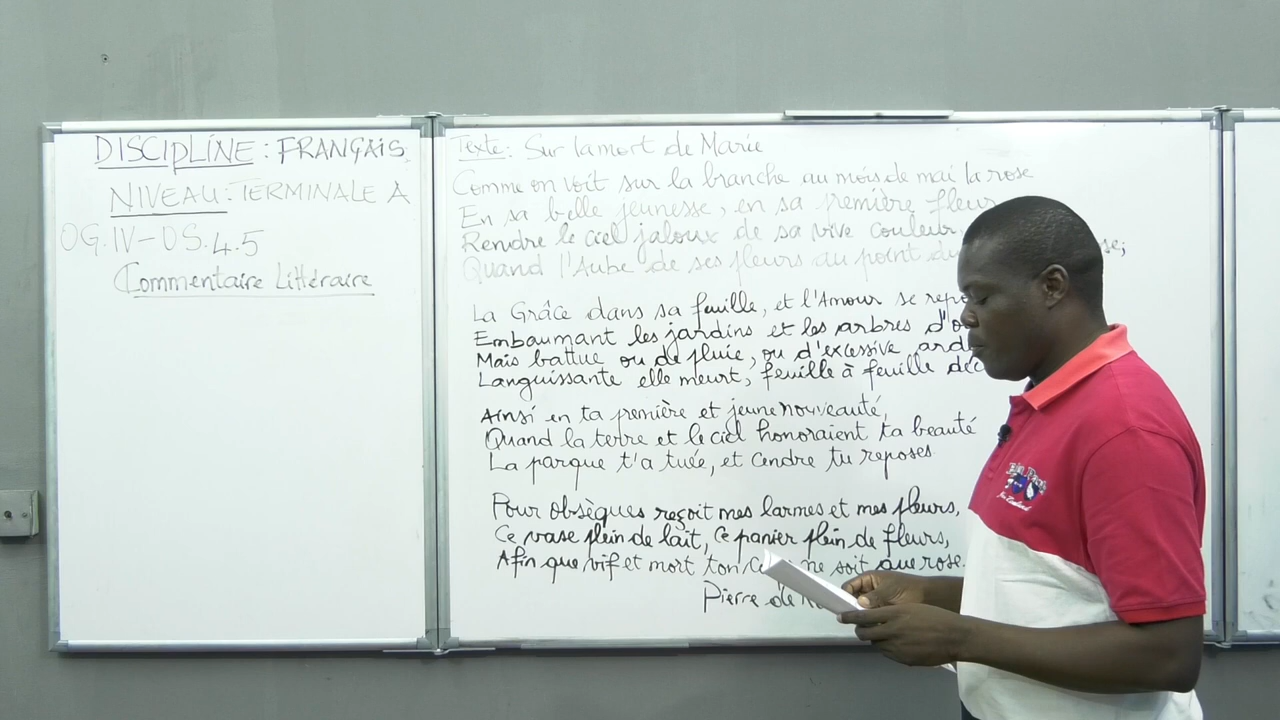 DISCIPLINE : FRANÇAIS.
NIVEAU : TERMINALE A
OG.IV-OS.4.5
Commentaire Littéraire
Texte : Sur la mort de Marie
Comme on voit sur la branche au mois de mai la rose
En sa belle jeunesse, en sa première fleur
Rendre le ciel jaloux de sa vive couleur,
Quand l'Aube de ses fleurs au point du
La Grâce dans sa feuille, et l'Amour se
Embaumant les jardins et les arbres
Mais battue ou de pluie, ou d'excessive
Languissante elle meurt, feuille à feuille
Ainsi en ta première et jeune nouveauté,
Quand la terre et le ciel honoraient ta beauté
La parque t'a tuée, et cendre tu reposes
Pour obsèques reçoit mes larmes et mes pleurs,
Ce vase plein de lait, ce panier plein de fleurs,
Afin que vif et mort ton ne soit que rose.
Pierre de